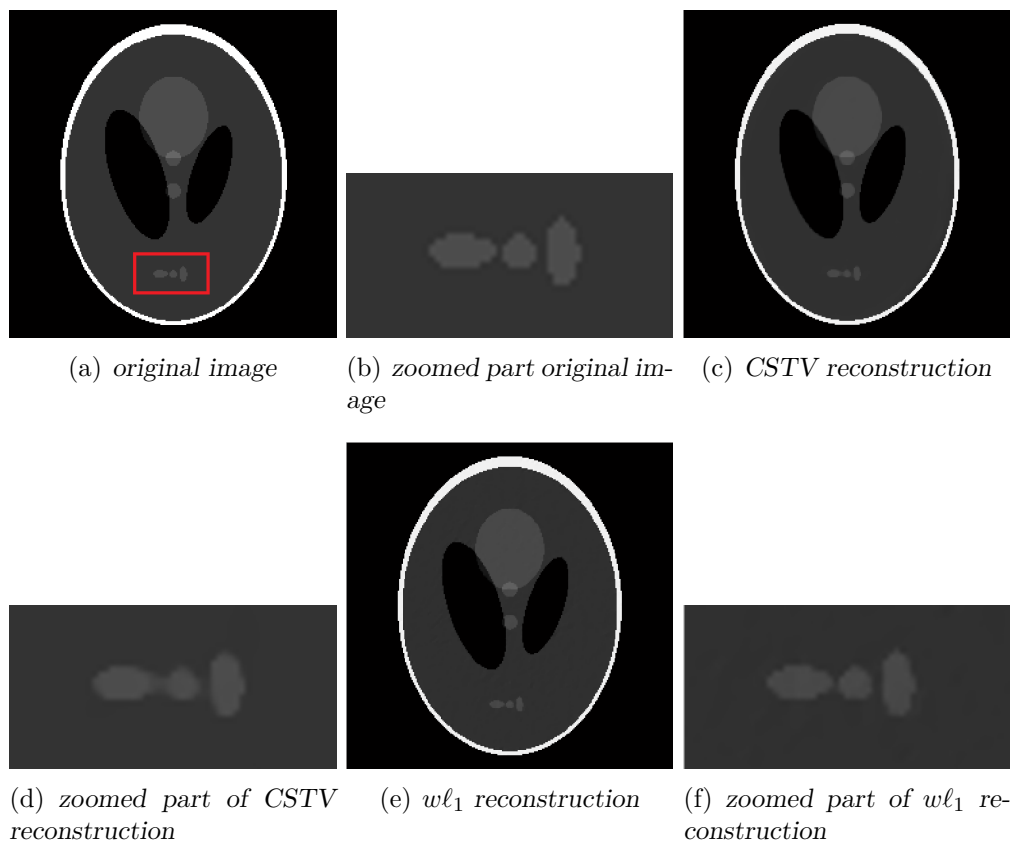 (a) original image
(b) zoomed part original im-
age
(c) CSTV reconstruction
(d) zoomed part of CSTV
reconstruction
(e) wℓ₁ reconstruction
(f) zoomed part of wℓ₁ re-
construction